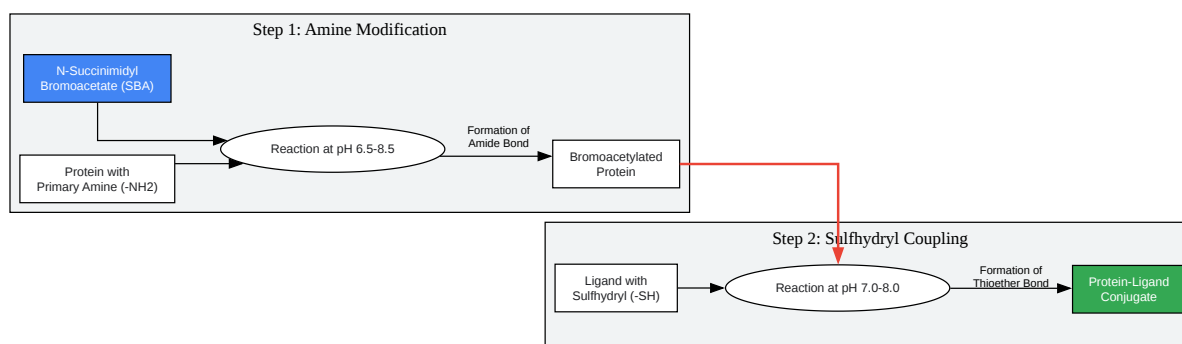 Step 1: Amine Modification
N-Succinimidyl
Bromoacetate (SBA)
Protein with
Primary Amine (-NH2)
Reaction at pH 6.5-8.5
Formation of
Amide Bond
Bromoacetylated
Protein
Step 2: Sulfhydryl Coupling
Ligand with
Sulfhydryl (-SH)
Reaction at pH 7.0-8.0
Formation of
Thioether Bond
Protein-Ligand
Conjugate